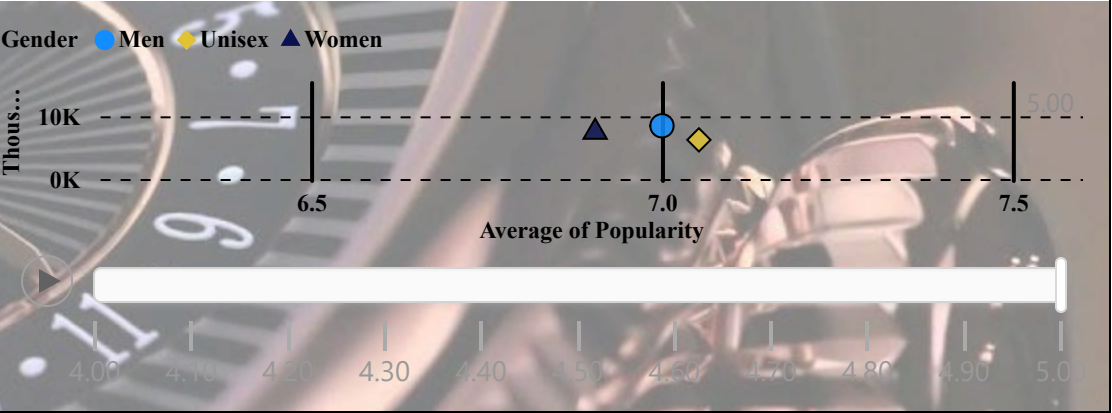 Gender Men Unisex Women
Thous...
5.00
10K
0K
6.5 7.0 7.5
Average of Popularity
4.00 4.10 4.20 4.30 4.40 4.50 4.60 4.70 4.80 4.90 5.00